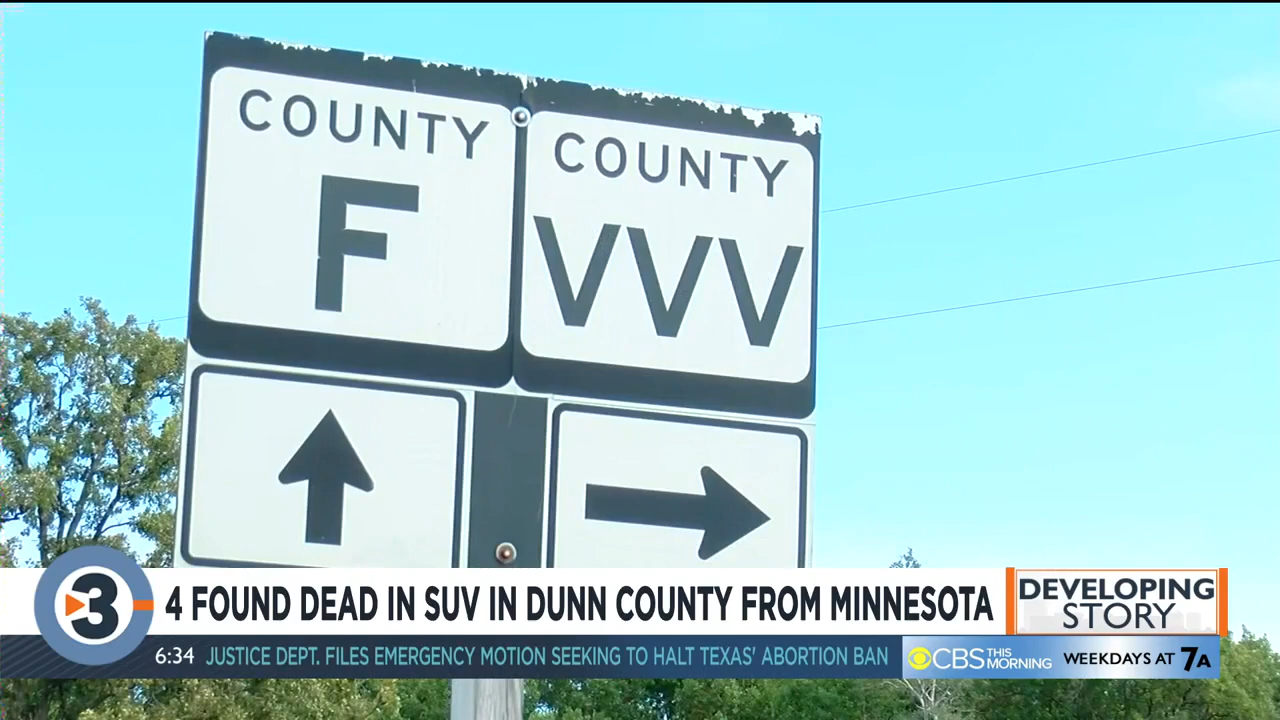 COUNTY
F
COUNTY
VVV
3
4 FOUND DEAD IN SUV IN DUNN COUNTY FROM MINNESOTA
DEVELOPING
STORY
6:34 JUSTICE DEPT. FILES EMERGENCY MOTION SEEKING TO HALT TEXAS' ABORTION BAN
CBS THIS MORNING WEEKDAYS AT 7A